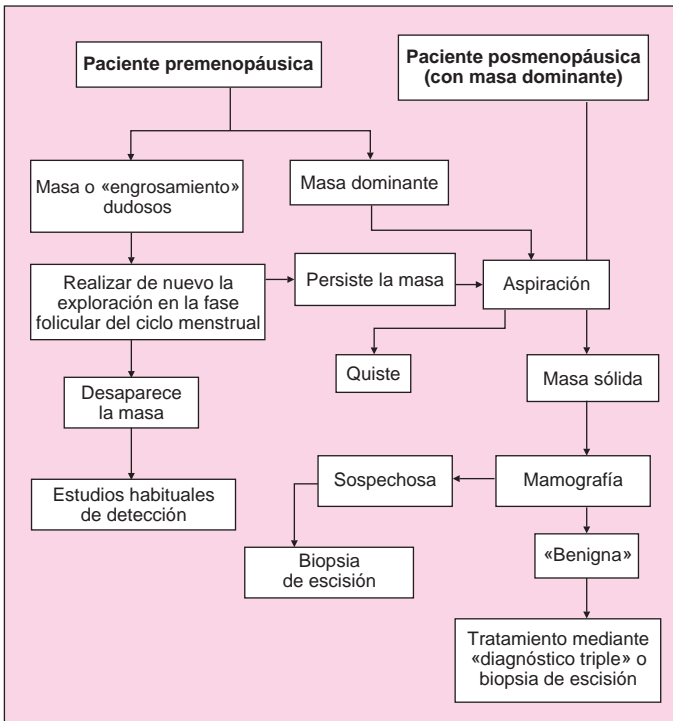 Paciente premenopáusica
Paciente posmenopáusica
(con masa dominante)
Masa o «engrosamiento»
dudosos
Masa dominante
Realizar de nuevo la
exploración en la fase
folicular del ciclo menstrual
Persiste la masa
Aspiración
Desaparece
la masa
Quiste
Masa sólida
Estudios habituales
de detección
Sospechosa
Mamografía
Biopsia
de escisión
«Benigna»
Tratamiento mediante
«diagnóstico triple» o
biopsia de escisión